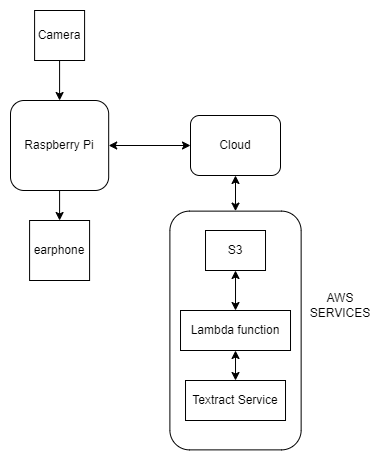 Camera
Raspberry Pi
Cloud
earphone
S3
AWS
SERVICES
Lambda function
Textract Service